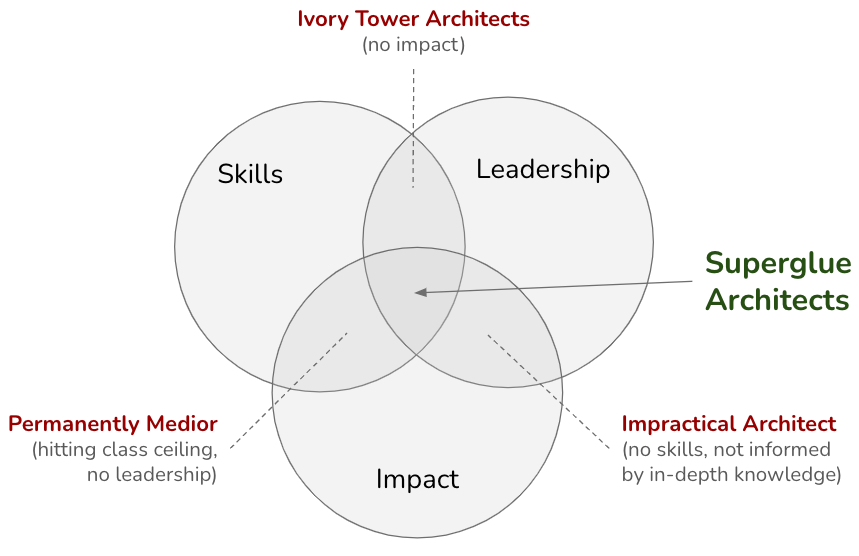 Ivory Tower Architects
(no impact)
Skills
Leadership
Superglue
Architects
Permanently Medior
(hitting class ceiling,
no leadership)
Impractical Architect
(no skills, not informed
by in-depth knowledge)
Impact